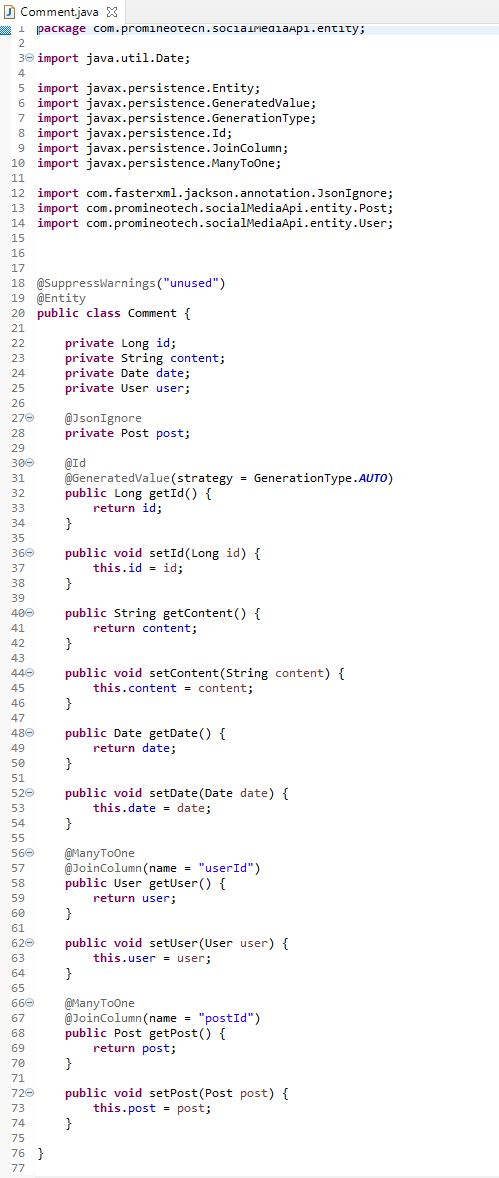 Comment.java
1 package com.promineotech.socialMediaApi.entity;
2
3 import java.util.Date;
4
5 import javax.persistence.Entity;
6 import javax.persistence.GeneratedValue;
7 import javax.persistence.GenerationType;
8 import javax.persistence.Id;
9 import javax.persistence.JoinColumn;
10 import javax.persistence.ManyToOne;
11
12 import com.fasterxml.jackson.annotation.JsonIgnore;
13 import com.promineotech.socialMediaApi.entity.Post;
14 import com.promineotech.socialMediaApi.entity.User;
15
16
17
18 @SuppressWarnings("unused")
19 @Entity
20 public class Comment {
21
22     private Long id;
23     private String content;
24     private Date date;
25     private User user;
26
27     @JsonIgnore
28     private Post post;
29
30     @Id
31     @GeneratedValue(strategy = GenerationType.AUTO)
32     public Long getId() {
33         return id;
34     }
35
36     public void setId(Long id) {
37         this.id = id;
38     }
39
40     public String getContent() {
41         return content;
42     }
43
44     public void setContent(String content) {
45         this.content = content;
46     }
47
48     public Date getDate() {
49         return date;
50     }
51
52     public void setDate(Date date) {
53         this.date = date;
54     }
55
56     @ManyToOne
57     @JoinColumn(name = "userId")
58     public User getUser() {
59         return user;
60     }
61
62     public void setUser(User user) {
63         this.user = user;
64     }
65
66     @ManyToOne
67     @JoinColumn(name = "postId")
68     public Post getPost() {
69         return post;
70     }
71
72     public void setPost(Post post) {
73         this.post = post;
74     }
75
76 }
77